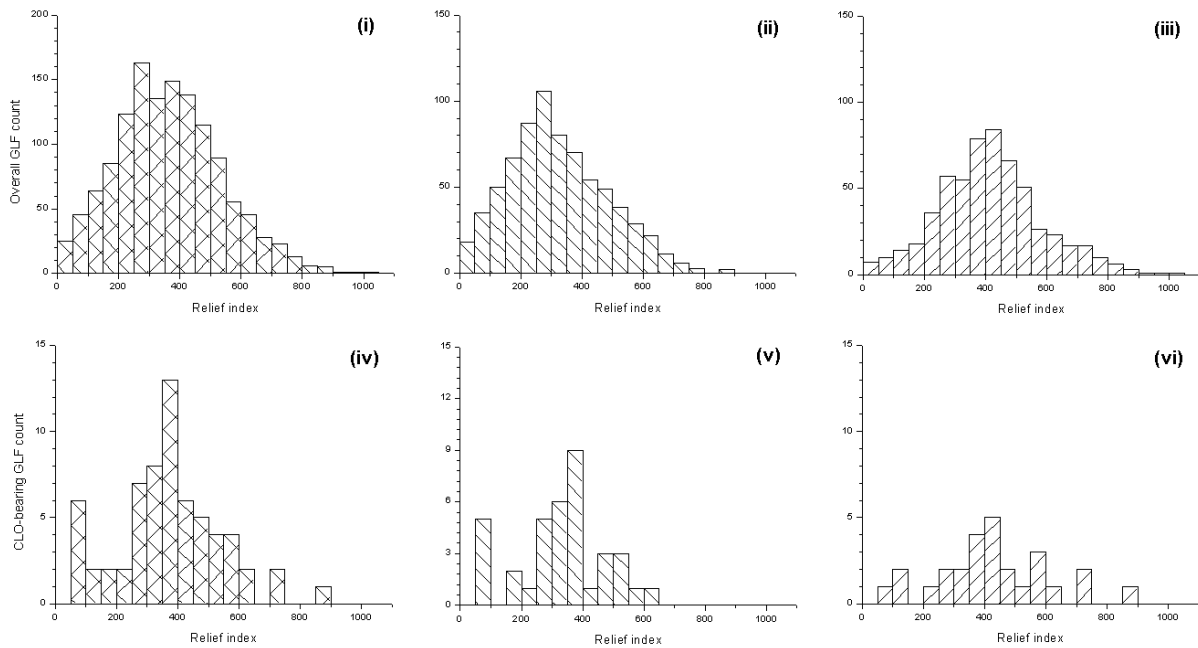 (i)
200
150
100
50
0
Overall GLF count
0 200 400 600 800 1000
Relief index
(ii)
150
100
50
0
0 200 400 600 800 1000
Relief index
(iii)
150
100
50
0
0 200 400 600 800 1000
Relief index
(iv)
15
10
5
0
CLO-bearing GLF count
0 200 400 600 800 1000
Relief index
(v)
15
12
9
6
3
0
0 200 400 600 800 1000
Relief index
(vi)
15
10
5
0
0 200 400 600 800 1000
Relief index